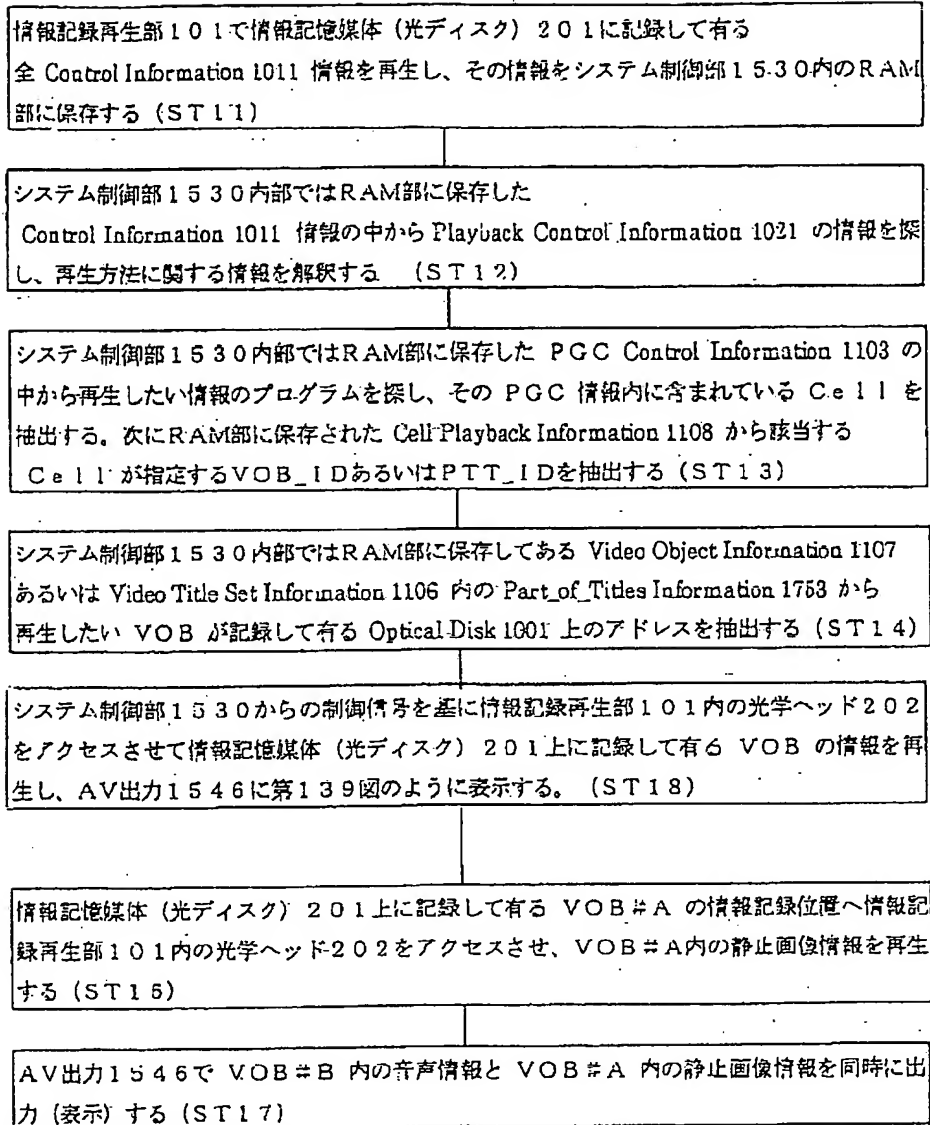 情報記録再生部101で情報記憶媒体(光ディスク)201に記録して有る
全 Control Information 1011 情報を再生し、その情報をシステム制御部1530内のRAM
部に保存する(ST11)
システム制御部1530内部ではRAM部に保存した
Control Information 1011 情報の中から Playback Control Information 1021 の情報を探
し、再生方法に関する情報を解釈する (ST12)
システム制御部1530内部ではRAM部に保存した PGC Control Information 1103 の
中から再生したい情報のプログラムを探し、その PGC 情報内に含まれている Cell を
抽出する。次にRAM部に保存された Cell Playback Information 1108 から該当する
Cell が指定するVOB_IDあるいはPTT_IDを抽出する(ST13)
システム制御部1530内部ではRAM部に保存してある Video Object Information 1107
あるいは Video Title Set Information 1106 内の Part_of_Titles Information 1753 から
再生したい VOB が記録して有る Optical Disk 1001 上のアドレスを抽出する(ST14)
システム制御部1530からの制御信号を基に情報記録再生部101内の光学ヘッド202
をアクセスさせて情報記憶媒体(光ディスク)201上に記録して有る VOB の情報を再
生し、AV出力1546に第139図のように表示する。(ST18)
情報記憶媒体(光ディスク)201上に記録して有る VOB#A の情報記録位置へ情報記
録再生部101内の光学ヘッド202をアクセスさせ、VOB#A内の静止画像情報を再生
する(ST16)
AV出力1546で VOB#B 内の音声情報と VOB#A 内の静止画像情報を同時に出
力(表示)する(ST17)